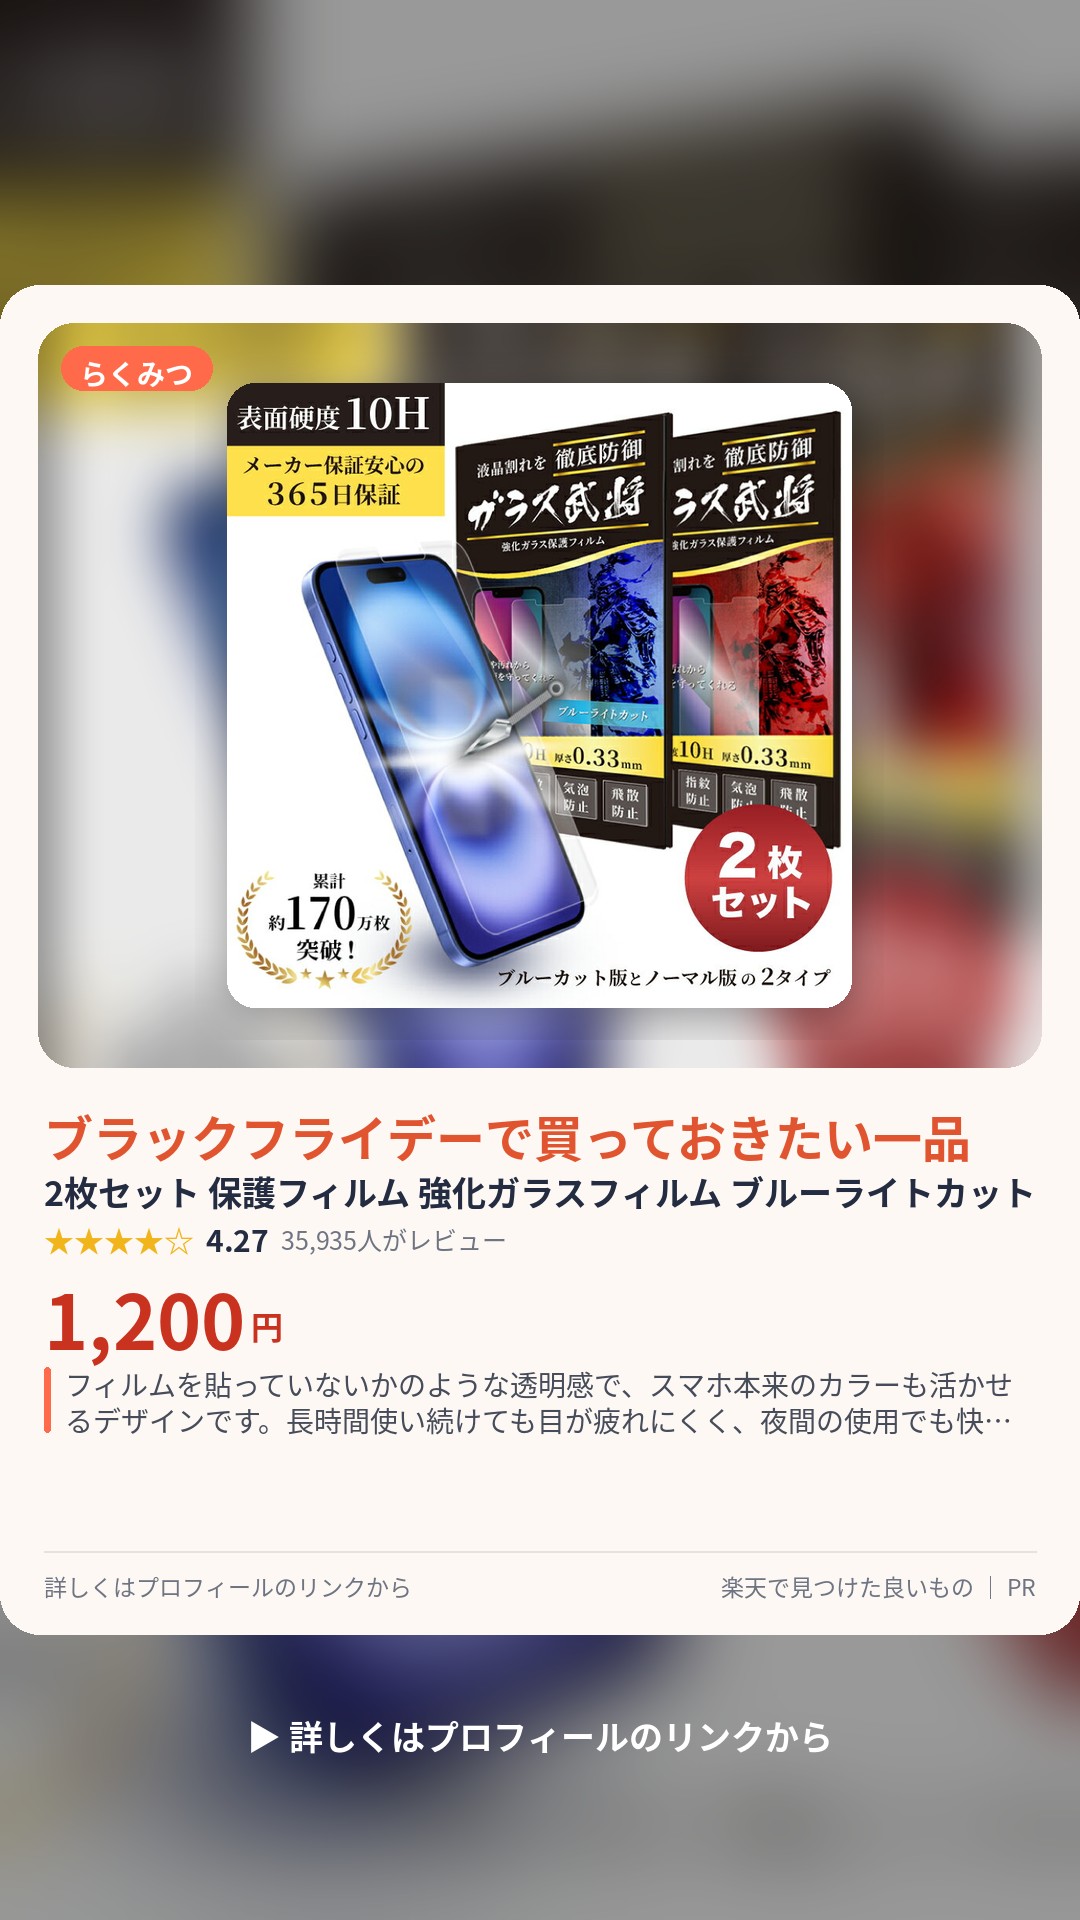 らくみつ
表面硬度10H
メーカー保証安心の
365日保証
液晶割れを 徹底防御
ガラス武将
強化ガラス保護フィルム
ブルーライトカット
厚さ0.33mm
気泡防止
飛散防止
割れを 徹底防御
ラス武将
強化ガラス保護フィルム
10H 厚さ0.33mm
指紋防止
気泡防止
飛散防止
2枚
セット
累計
約170万枚
突破!
ブルーカット版とノーマル版の2タイプ
ブラックフライデーで買っておきたい一品
2枚セット 保護フィルム 強化ガラスフィルム ブルーライトカット
★★★★☆ 4.27 35,935人がレビュー
1,200円
フィルムを貼っていないかのような透明感で、スマホ本来のカラーも活かせ
るデザインです。長時間使い続けても目が疲れにくく、夜間の使用でも快…
詳しくはプロフィールのリンクから
楽天で見つけた良いもの｜PR
▶ 詳しくはプロフィールのリンクから